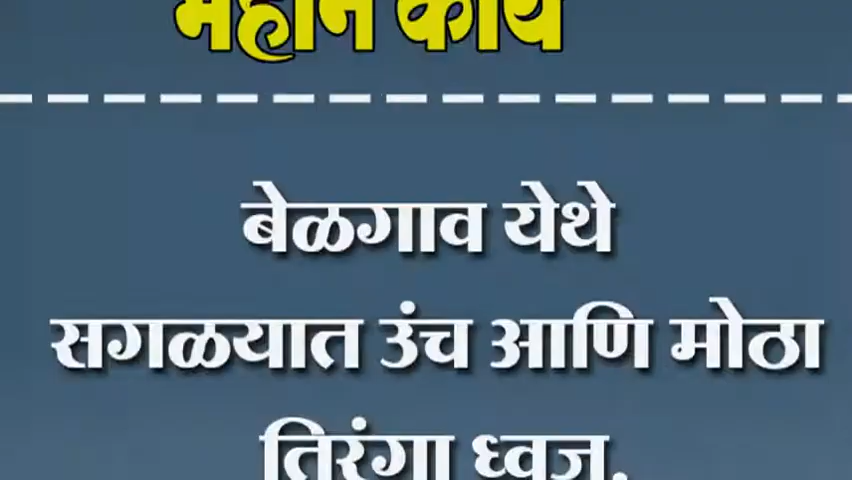 महान कार्य
बेळगाव येथे
सगळयात उंच आणि मोठा
तिरंगा ध्वज.